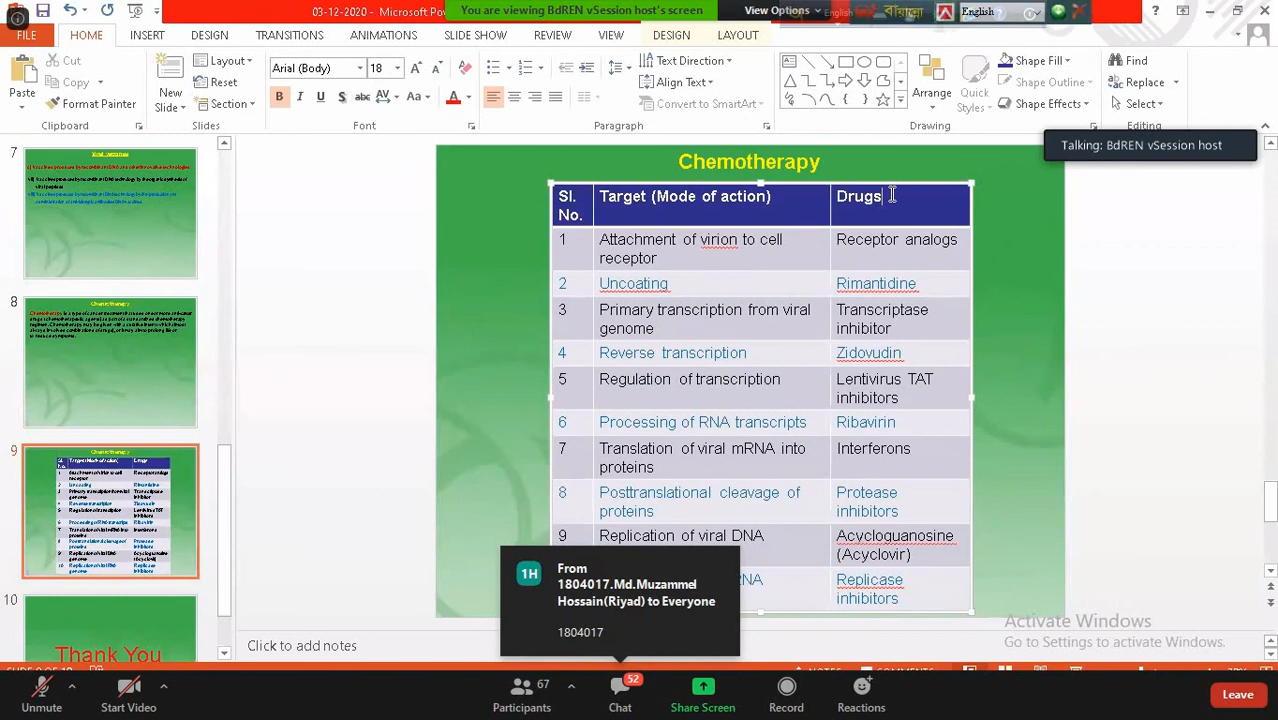 03-12-2020 - Microsoft Pow
You are viewing BdREN vSession host's screen
View Options
English
English
FILE
HOME
INSERT
DESIGN
TRANSITIONS
ANIMATIONS
SLIDE SHOW
REVIEW
VIEW
DESIGN
LAYOUT
Paste
Cut
Copy
Format Painter
Clipboard
New
Slide
Layout
Reset
Section
Slides
Arial (Body)
18
Font
Text Direction
Align Text
Convert to SmartArt
Paragraph
Arrange
Quick
Styles
Shape Fill
Shape Outline
Shape Effects
Drawing
Find
Replace
Select
Editing
Talking: BdREN vSession host
7
8
Chemotherapy
9
Chemotherapy
10
Thank You
Chemotherapy
Sl.
No.
Target (Mode of action)
Drugs
1
Attachment of virion to cell
receptor
Receptor analogs
2
Uncoating
Rimantidine
3
Primary transcription from viral
genome
Transcriptase
inhibitor
4
Reverse transcription
Zidovudin
5
Regulation of transcription
Lentivirus TAT
inhibitors
6
Processing of RNA transcripts
Ribavirin
7
Translation of viral mRNA into
proteins
Interferons
8
Posttranslational cleavage of
proteins
Protease
inhibitors
9
Replication of viral DNA
Acycloguanosine
(Acyclovir)
NA
Replicase
inhibitors
1H
From
1804017.Md.Muzammel
Hossain(Riyad) to Everyone
1804017
Click to add notes
Activate Windows
Go to Settings to activate Windows.
Unmute
Start Video
67
Participants
52
Chat
Share Screen
Record
Reactions
Leave